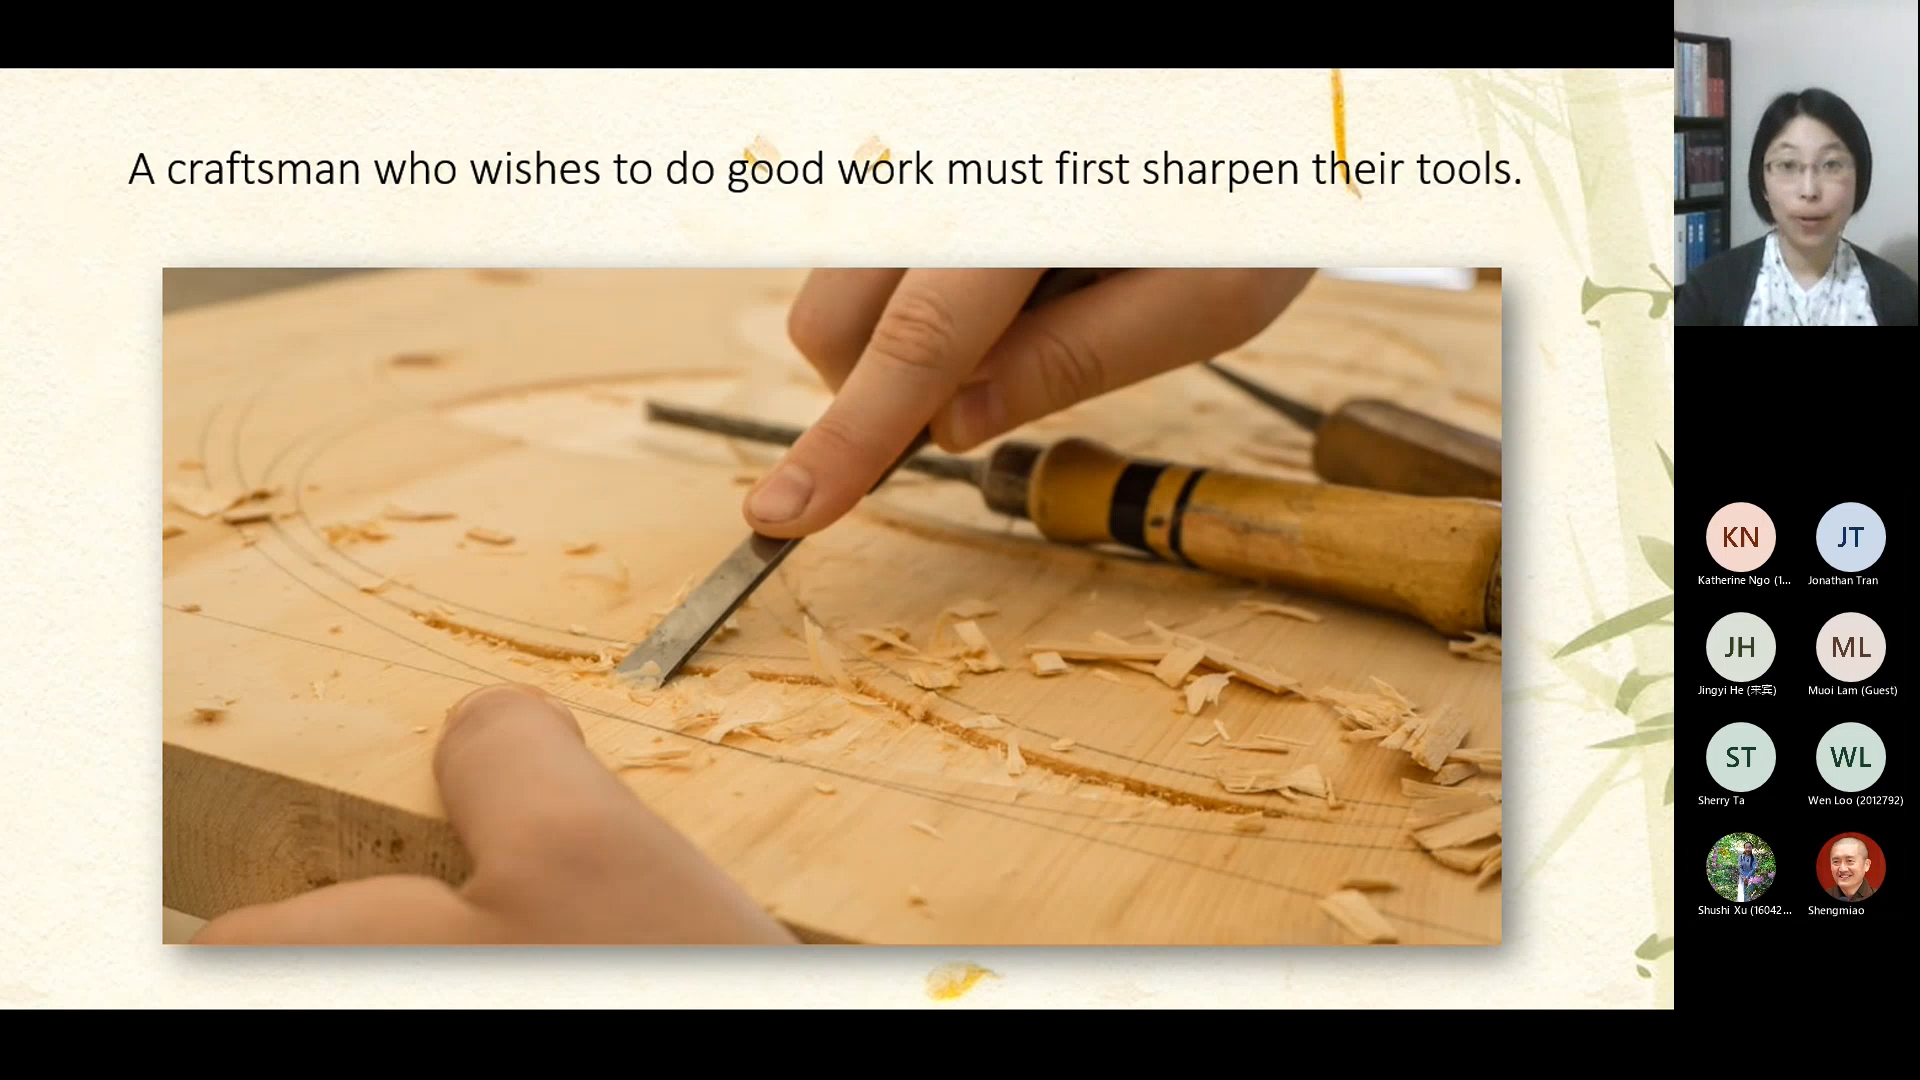 A craftsman who wishes to do good work must first sharpen their tools.
KN
JT
Katherine Ngo (1...
Jonathan Tran
JH
ML
Jingyi He (来宾)
Muoi Lam (Guest)
ST
WL
Sherry Ta
Wen Loo (2012792)
Shushi Xu (16042...
Shengmiao